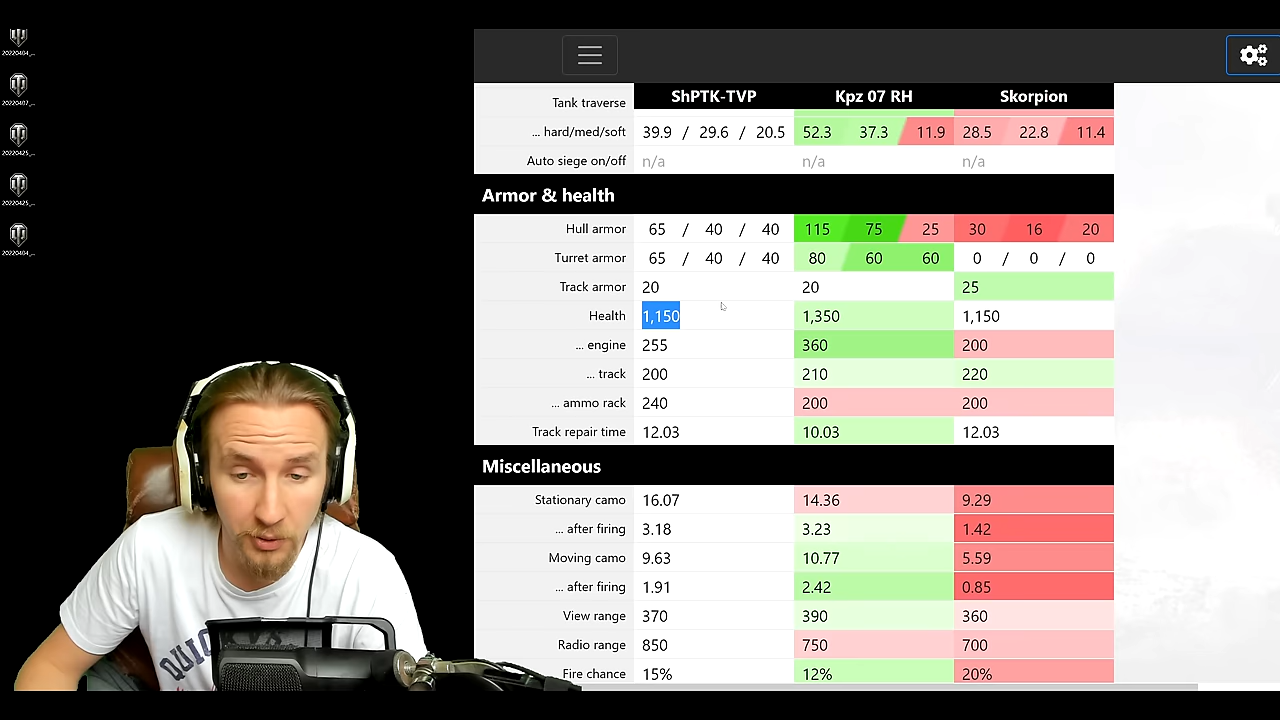 20220404_...
20220407_...
20220425_...
20220425_...
20220404_...
ShPTK-TVP Kpz 07 RH Skorpion
Tank traverse
... hard/med/soft 39.9 / 29.6 / 20.5 52.3 37.3 11.9 28.5 22.8 11.4
Auto siege on/off n/a n/a n/a
Armor & health
Hull armor 65 / 40 / 40 115 75 25 30 16 20
Turret armor 65 / 40 / 40 80 60 60 0 / 0 / 0
Track armor 20 20 25
Health 1,150 1,350 1,150
... engine 255 360 200
... track 200 210 220
... ammo rack 240 200 200
Track repair time 12.03 10.03 12.03
Miscellaneous
Stationary camo 16.07 14.36 9.29
... after firing 3.18 3.23 1.42
Moving camo 9.63 10.77 5.59
... after firing 1.91 2.42 0.85
View range 370 390 360
Radio range 850 750 700
Fire chance 15% 12% 20%